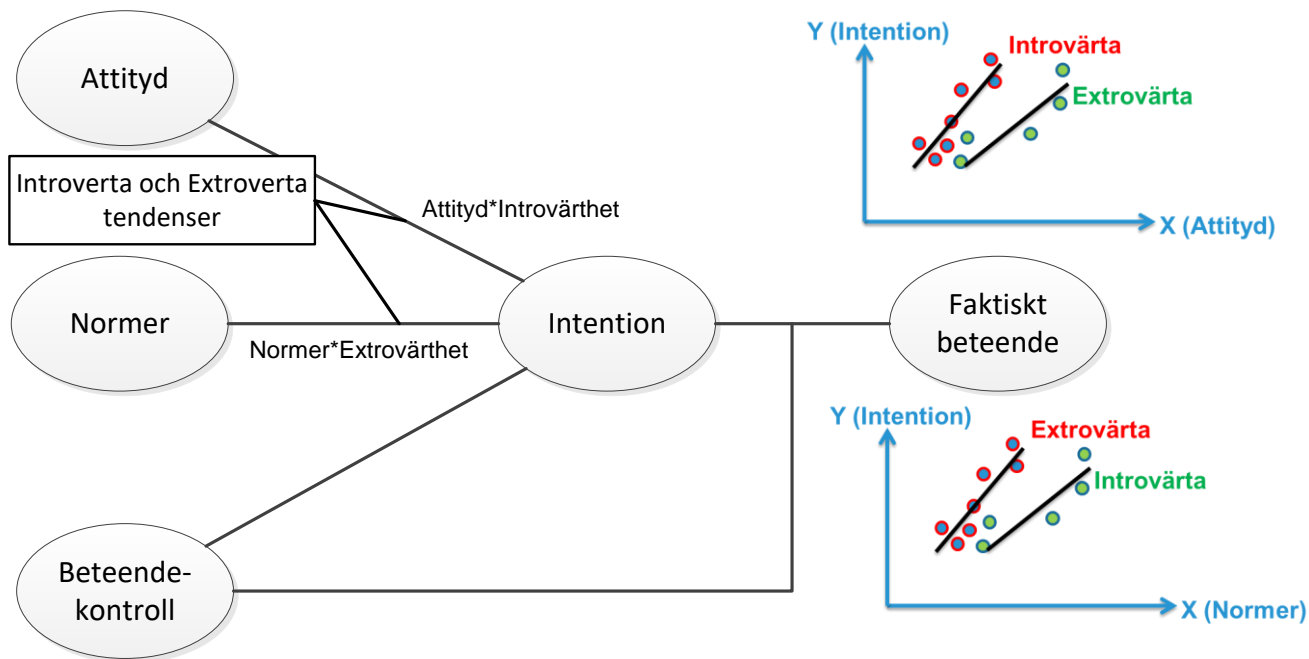 Attityd
Introverta och Extroverta
tendenser
Attityd*Introvärthet
Normer
Normer*Extrovärthet
Intention
Faktiskt
beteende
Beteende-
kontroll
Y (Intention)
Introvärta
Extrovärta
X (Attityd)
Y (Intention)
Extrovärta
Introvärta
X (Normer)